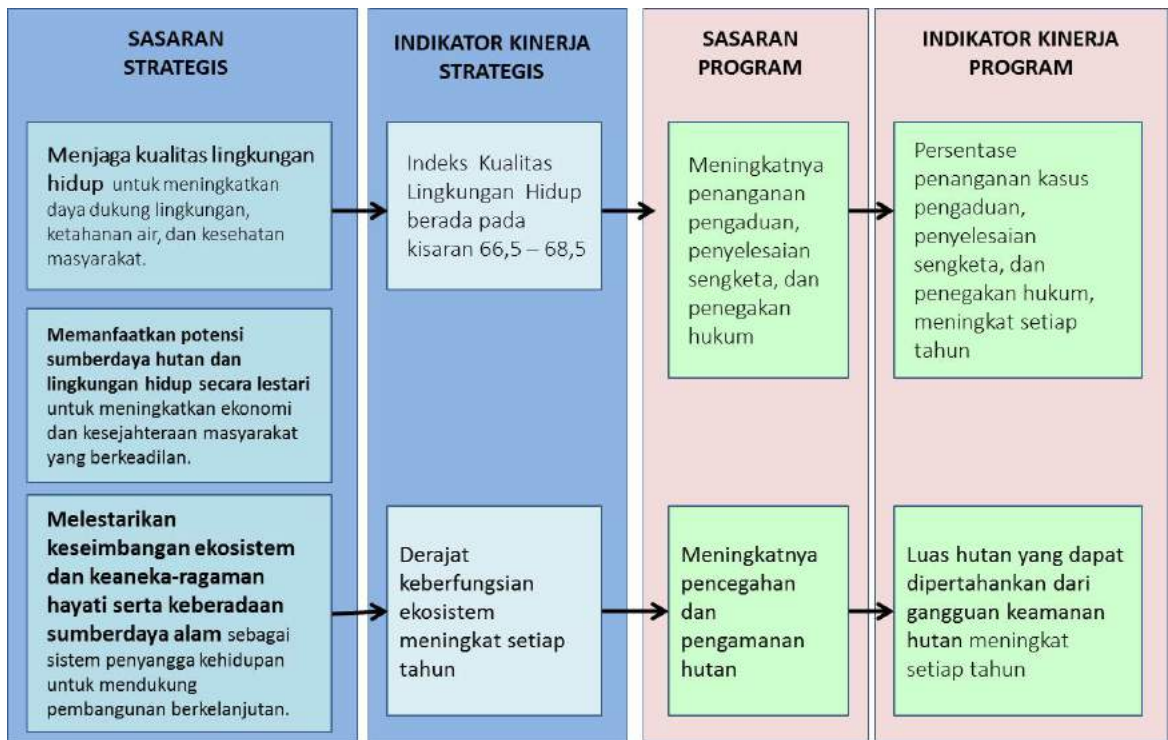 SASARAN
STRATEGIS
INDIKATOR KINERJA
STRATEGIS
SASARAN
PROGRAM
INDIKATOR KINERJA
PROGRAM
Menjaga kualitas lingkungan
hidup untuk meningkatkan
daya dukung lingkungan,
ketahanan air, dan kesehatan
masyarakat.
Indeks Kualitas
Lingkungan Hidup
berada pada
kisaran 66,5 – 68,5
Meningkatnya
penanganan
pengaduan,
penyelesaian
sengketa, dan
penegakan
hukum
Persentase
penanganan kasus
pengaduan,
penyelesaian
sengketa, dan
penegakan hukum,
meningkat setiap
tahun
Memanfaatkan potensi
sumberdaya hutan dan
lingkungan hidup secara lestari
untuk meningkatkan ekonomi
dan kesejahteraan masyarakat
yang berkeadilan.
Melestarikan
keseimbangan ekosistem
dan keaneka-ragaman
hayati serta keberadaan
sumberdaya alam sebagai
sistem penyangga kehidupan
untuk mendukung
pembangunan berkelanjutan.
Derajat
keberfungsian
ekosistem
meningkat setiap
tahun
Meningkatnya
pencegahan
dan
pengamanan
hutan
Luas hutan yang dapat
dipertahankan dari
gangguan keamanan
hutan meningkat
setiap tahun